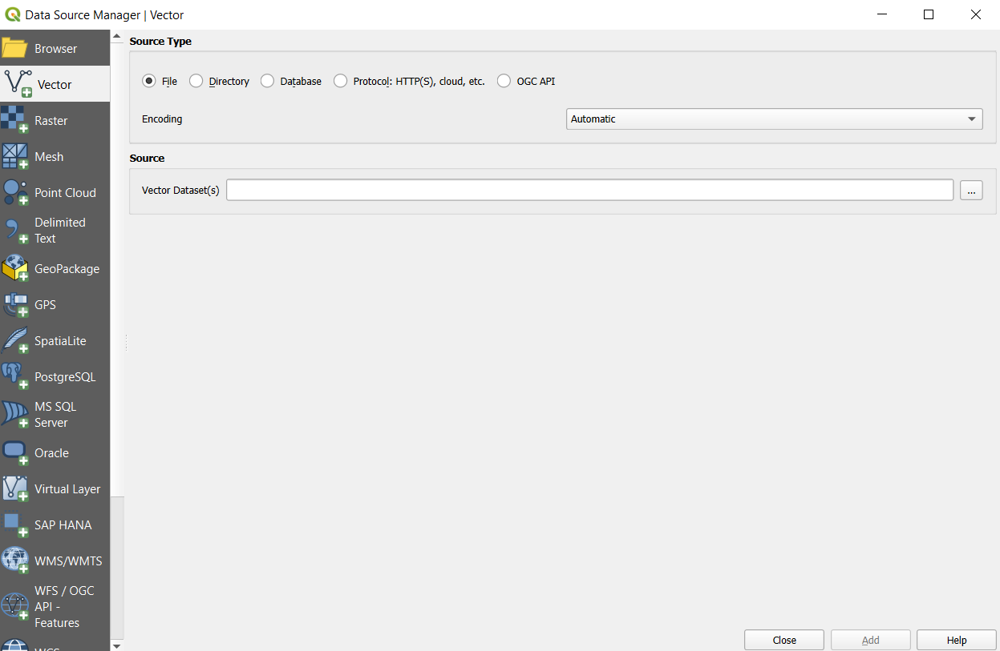 Data Source Manager | Vector
Browser
Vector
Raster
Mesh
Point Cloud
Delimited
Text
GeoPackage
GPS
SpatiaLite
PostgreSQL
MS SQL
Server
Oracle
Virtual Layer
SAP HANA
WMS/WMTS
WFS / OGC
API -
Features
Source Type
File Directory Database Protocol: HTTP(S), cloud, etc. OGC API
Encoding Automatic
Source
Vector Dataset(s) ...
Close Add Help